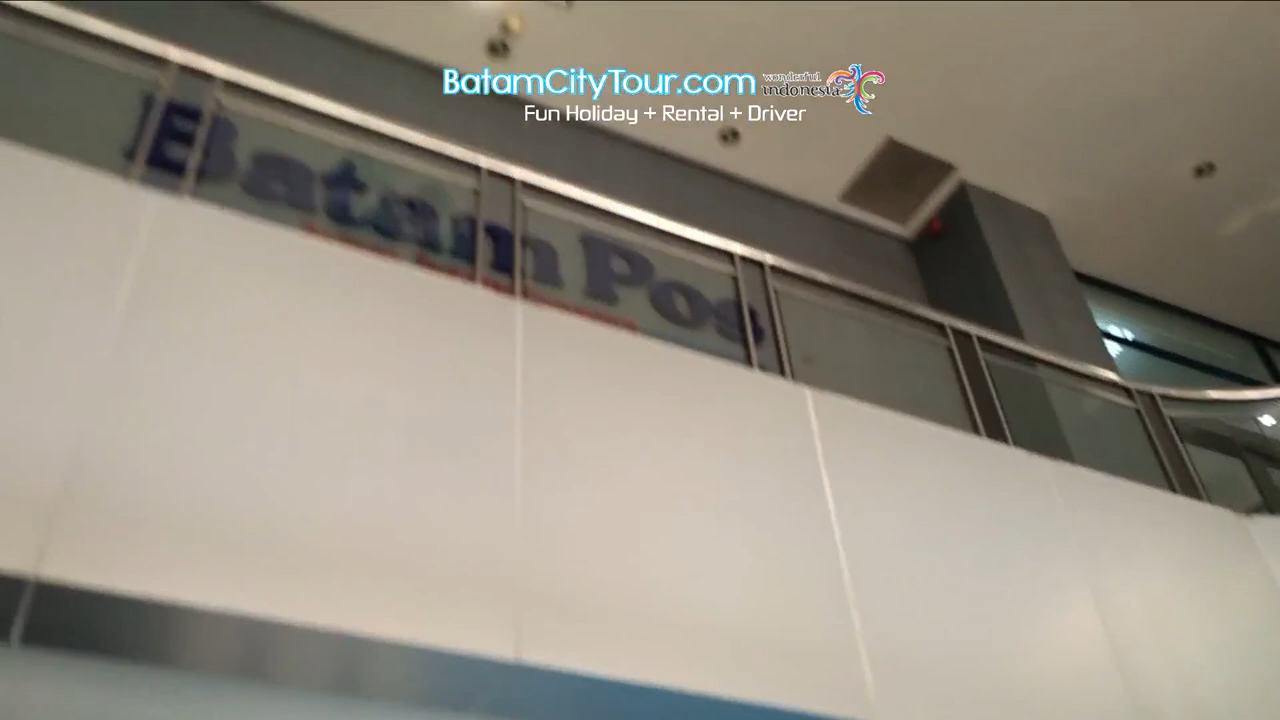 BatamCityTour.com
wonderful
indonesia
Fun Holiday + Rental + Driver
Batam Pos